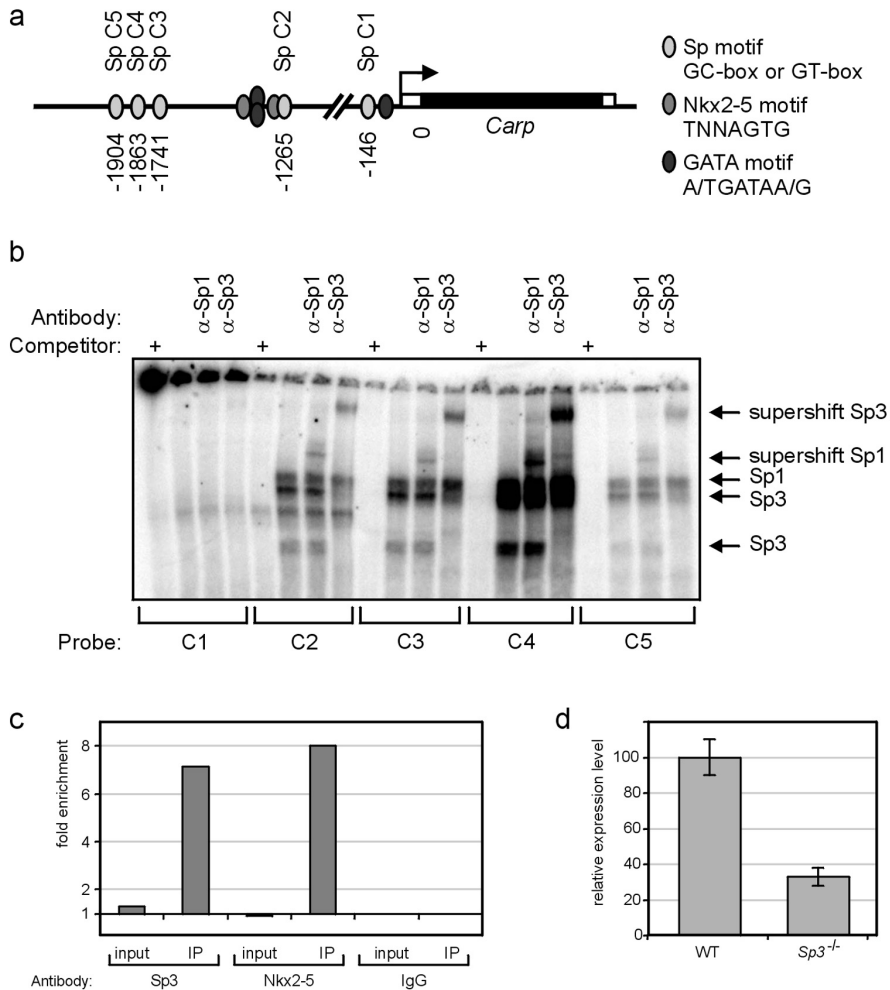 a
Sp C5
Sp C4
Sp C3
Sp C2
Sp C1
-1904
-1863
-1741
-1265
-146
0
Carp
Sp motif
GC-box or GT-box
Nkx2-5 motif
TNNAGTG
GATA motif
A/TGATAA/G
b
Antibody:
α-Sp1 α-Sp3 α-Sp1 α-Sp3 α-Sp1 α-Sp3 α-Sp1 α-Sp3 α-Sp1 α-Sp3
Competitor: + + + + +
supershift Sp3
supershift Sp1
Sp1
Sp3
Sp3
Probe: C1 C2 C3 C4 C5
c
fold enrichment
8
6
4
2
1
input IP input IP input IP
Antibody: Sp3 Nkx2-5 IgG
d
relative expression level
100
80
60
40
20
0
WT Sp3-/-